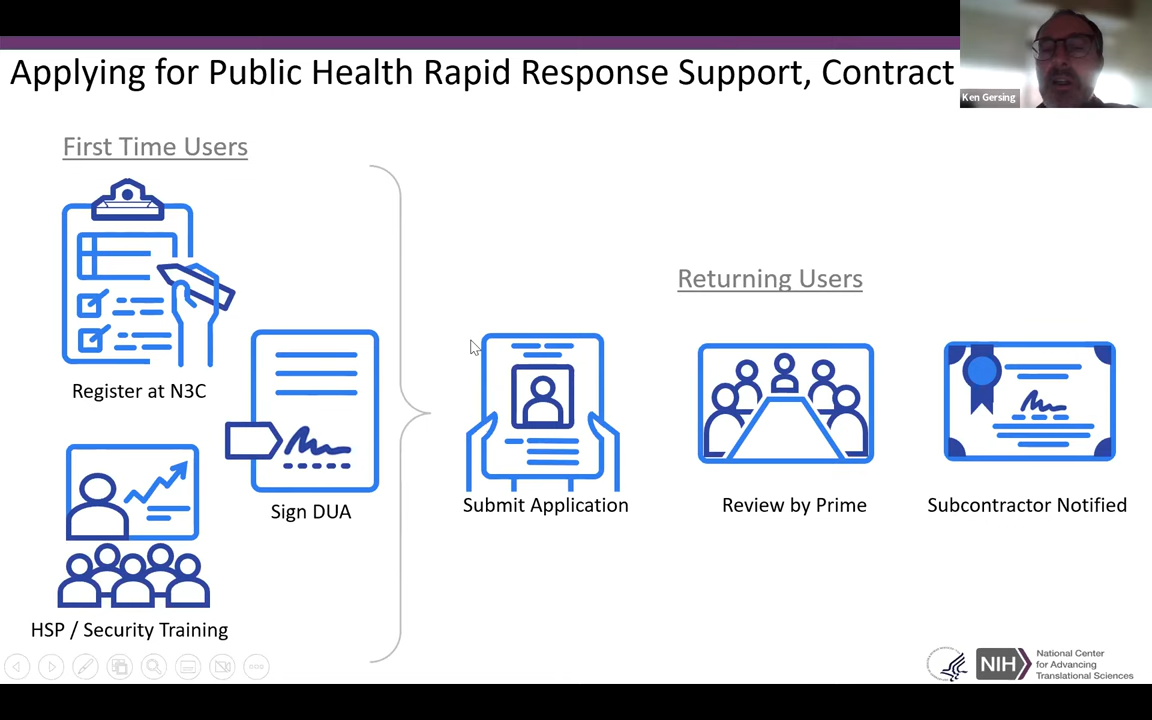 Applying for Public Health Rapid Response Support, Contract
Ken Gersing
First Time Users
Register at N3C
Sign DUA
HSP / Security Training
Returning Users
Submit Application
Review by Prime
Subcontractor Notified
NIH
National Center
for Advancing
Translational Sciences